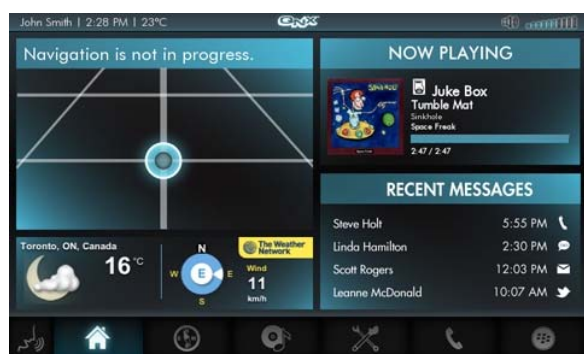 John Smith | 2:28 PM | 23°C
QNX
Navigation is not in progress.
NOW PLAYING
Juke Box
Tumble Mat
Sinkhole
Space Freak
2:47 / 2:47
RECENT MESSAGES
Steve Holt 5:55 PM
Linda Hamilton 2:30 PM
Scott Rogers 12:03 PM
Leanne McDonald 10:07 AM
Toronto, ON, Canada
16 °C
N
W E E
S
The Weather
Network
Wind
11
km/h